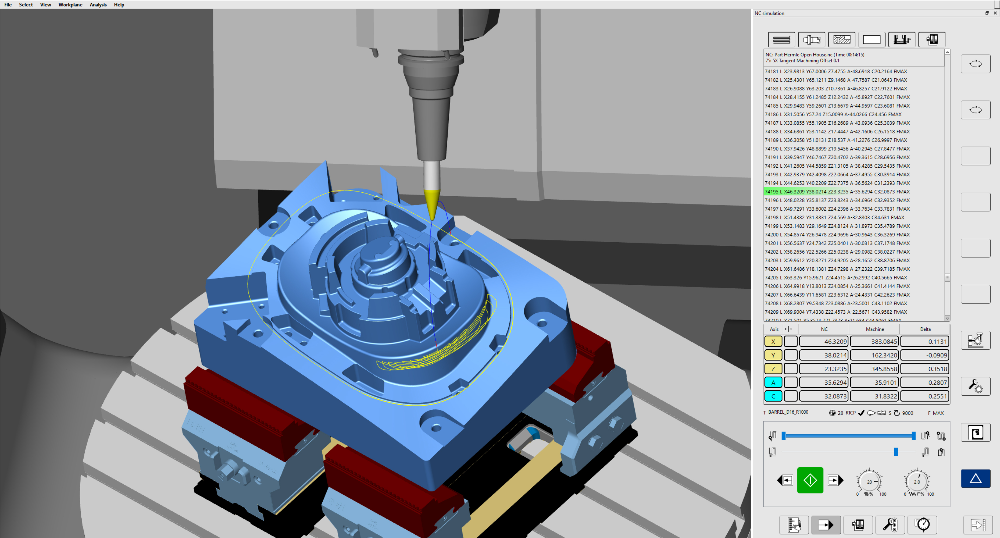 File Select View Workplane Analysis Help
NC simulation
NC: Part Hermle Open House.nc (Time 00:14:15)
75: 5X Tangent Machining Offset 0.1
74181 L X23.9813 Y67.0006 Z7.4755 A-48.6918 C20.2164 FMAX
74182 L X25.4301 Y65.1211 Z9.1468 A-47.7587 C21.0643 FMAX
74183 L X26.9088 Y63.203 Z10.7361 A-46.8257 C21.9122 FMAX
74184 L X28.4155 Y61.2485 Z12.2432 A-45.8927 C22.7601 FMAX
74185 L X29.9483 Y59.2601 Z13.6679 A-44.9597 C23.6081 FMAX
74186 L X31.5056 Y57.24 Z15.0099 A-44.0266 C24.456 FMAX
74187 L X33.0855 Y55.1905 Z16.2689 A-43.0936 C25.3039 FMAX
74188 L X34.6861 Y53.1142 Z17.4447 A-42.1606 C26.1518 FMAX
74189 L X36.3058 Y51.0131 Z18.537 A-41.2276 C26.9997 FMAX
74190 L X37.9426 Y48.8899 Z19.5456 A-40.2945 C27.8477 FMAX
74191 L X39.5947 Y46.7467 Z20.4702 A-39.3615 C28.6956 FMAX
74192 L X41.2605 Y44.5859 Z21.3105 A-38.4285 C29.5435 FMAX
74193 L X42.9379 Y42.4098 Z22.0664 A-37.4955 C30.3914 FMAX
74194 L X44.6253 Y40.2209 Z22.7375 A-36.5624 C31.2393 FMAX
74195 L X46.3209 Y38.0214 Z23.3235 A-35.6294 C32.0873 FMAX
74196 L X48.0228 Y35.8137 Z23.8243 A-34.6964 C32.9352 FMAX
74197 L X49.7291 Y33.6002 Z24.2396 A-33.7634 C33.7831 FMAX
74198 L X51.4382 Y31.3831 Z24.569 A-32.8303 C34.631 FMAX
74199 L X53.1483 Y29.1649 Z24.8124 A-31.8973 C35.4789 FMAX
74200 L X54.8574 Y26.9478 Z24.9696 A-30.9643 C36.3269 FMAX
74201 L X56.5637 Y24.7342 Z25.0401 A-30.0313 C37.1748 FMAX
74202 L X58.2656 Y22.5266 Z25.0238 A-29.0982 C38.0227 FMAX
74203 L X59.9612 Y20.3271 Z24.9205 A-28.1652 C38.8706 FMAX
74204 L X61.6486 Y18.1381 Z24.7298 A-27.2322 C39.7185 FMAX
74205 L X63.326 Y15.9621 Z24.4515 A-26.2992 C40.5665 FMAX
74206 L X64.9918 Y13.8013 Z24.0854 A-25.3661 C41.4144 FMAX
74207 L X66.6439 Y11.6581 Z23.6312 A-24.4331 C42.2623 FMAX
74208 L X68.2807 Y9.5348 Z23.0886 A-23.5001 C43.1102 FMAX
74209 L X69.9004 Y7.4338 Z22.4573 A-22.5671 C43.9582 FMAX
74210 L X71.501 Y5.3574 Z21.7373 A-21.634 C44.8061 FMAX
Axis NC Machine Delta
X 46.3209 383.0845 0.1131
Y 38.0214 162.3420 -0.0909
Z 23.3235 345.8558 0.3518
A -35.6294 -35.9101 0.2807
C 32.0873 31.8322 0.2551
T BARREL_D16_R1000 20 RTCP S 9000 F MAX
20 2.0
0 % 100 0 F% 100